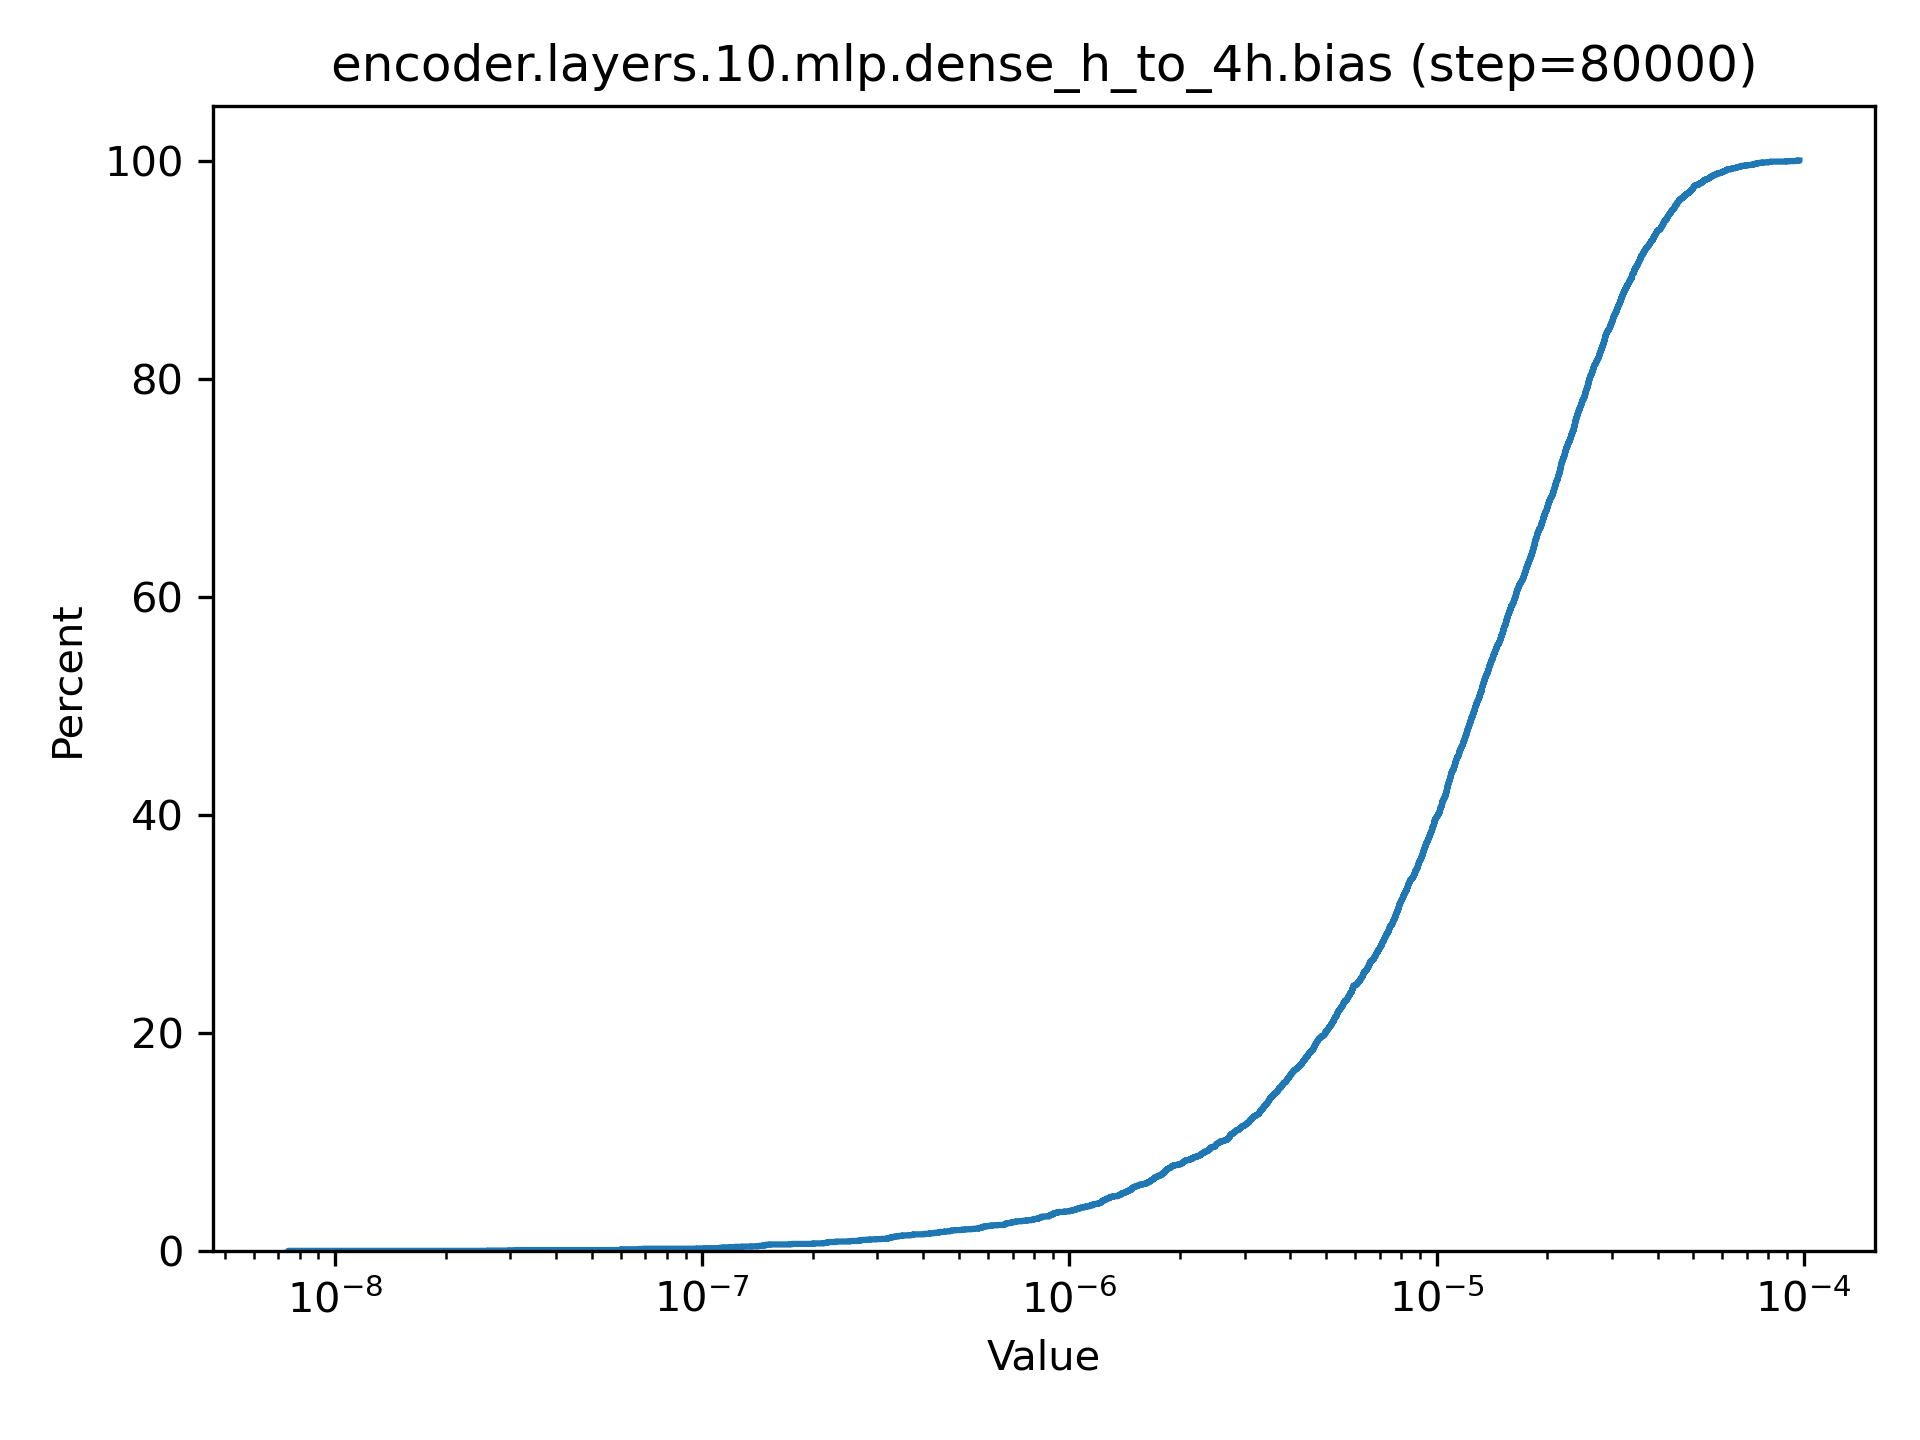 encoder.layers.10.mlp.dense_h_to_4h.bias (step=80000)
100
80
60
40
20
0
Percent
10⁻⁸ 10⁻⁷ 10⁻⁶ 10⁻⁵ 10⁻⁴
Value